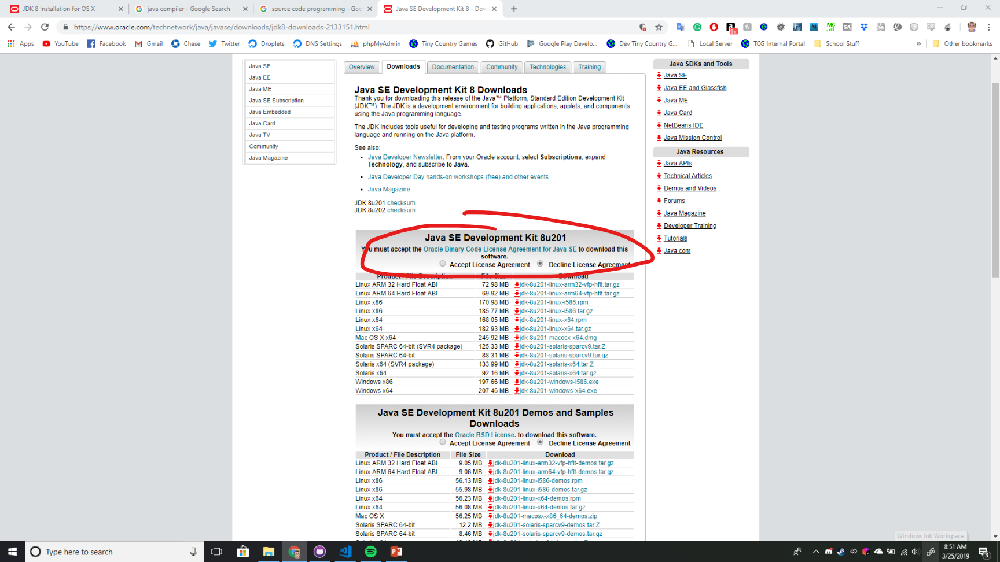 JDK 8 Installation for OS X
java compiler - Google Search
source code programming - Goo
Java SE Development Kit 8 - Dow
https://www.oracle.com/technetwork/java/javase/downloads/jdk8-downloads-2133151.html
Apps YouTube Facebook Gmail Chase Twitter Droplets DNS Settings phpMyAdmin Tiny Country Games GitHub Google Play Develo... Dev Tiny Country G... Local Server TCG Internal Portal School Stuff » Other bookmarks
Java SE
Java EE
Java ME
Java SE Subscription
Java Embedded
Java Card
Java TV
Community
Java Magazine
Overview Downloads Documentation Community Technologies Training
Java SE Development Kit 8 Downloads
Thank you for downloading this release of the Java™ Platform, Standard Edition Development Kit
(JDK™). The JDK is a development environment for building applications, applets, and components
using the Java programming language.
The JDK includes tools useful for developing and testing programs written in the Java programming
language and running on the Java platform.
See also:
Java Developer Newsletter: From your Oracle account, select Subscriptions, expand
Technology, and subscribe to Java.
Java Developer Day hands-on workshops (free) and other events
Java Magazine
JDK 8u201 checksum
JDK 8u202 checksum
Java SE Development Kit 8u201
You must accept the Oracle Binary Code License Agreement for Java SE to download this
software.
Accept License Agreement Decline License Agreement
Product / File Description File Size Download
Linux ARM 32 Hard Float ABI 72.98 MB jdk-8u201-linux-arm32-vfp-hflt.tar.gz
Linux ARM 64 Hard Float ABI 69.92 MB jdk-8u201-linux-arm64-vfp-hflt.tar.gz
Linux x86 170.98 MB jdk-8u201-linux-i586.rpm
Linux x86 185.77 MB jdk-8u201-linux-i586.tar.gz
Linux x64 168.05 MB jdk-8u201-linux-x64.rpm
Linux x64 182.93 MB jdk-8u201-linux-x64.tar.gz
Mac OS X x64 245.92 MB jdk-8u201-macosx-x64.dmg
Solaris SPARC 64-bit (SVR4 package) 125.33 MB jdk-8u201-solaris-sparcv9.tar.Z
Solaris SPARC 64-bit 88.31 MB jdk-8u201-solaris-sparcv9.tar.gz
Solaris x64 (SVR4 package) 133.99 MB jdk-8u201-solaris-x64.tar.Z
Solaris x64 92.16 MB jdk-8u201-solaris-x64.tar.gz
Windows x86 197.66 MB jdk-8u201-windows-i586.exe
Windows x64 207.46 MB jdk-8u201-windows-x64.exe
Java SE Development Kit 8u201 Demos and Samples
Downloads
You must accept the Oracle BSD License. to download this software.
Accept License Agreement Decline License Agreement
Product / File Description File Size Download
Linux ARM 32 Hard Float ABI 9.05 MB jdk-8u201-linux-arm32-vfp-hflt-demos.tar.gz
Linux ARM 64 Hard Float ABI 9.06 MB jdk-8u201-linux-arm64-vfp-hflt-demos.tar.gz
Linux x86 56.13 MB jdk-8u201-linux-i586-demos.rpm
Linux x86 55.98 MB jdk-8u201-linux-i586-demos.tar.gz
Linux x64 56.23 MB jdk-8u201-linux-x64-demos.rpm
Linux x64 56.08 MB jdk-8u201-linux-x64-demos.tar.gz
Mac OS X 56.25 MB jdk-8u201-macosx-x86_64-demos.zip
Solaris SPARC 64-bit 12.2 MB jdk-8u201-solaris-sparcv9-demos.tar.Z
Solaris SPARC 64-bit 8.46 MB jdk-8u201-solaris-sparcv9-demos.tar.gz
Java SDKs and Tools
Java SE
Java EE and Glassfish
Java ME
Java Card
NetBeans IDE
Java Mission Control
Java Resources
Java APIs
Technical Articles
Demos and Videos
Forums
Java Magazine
Developer Training
Tutorials
Java.com
Windows Ink Workspace
Type here to search
8:51 AM
3/25/2019
3